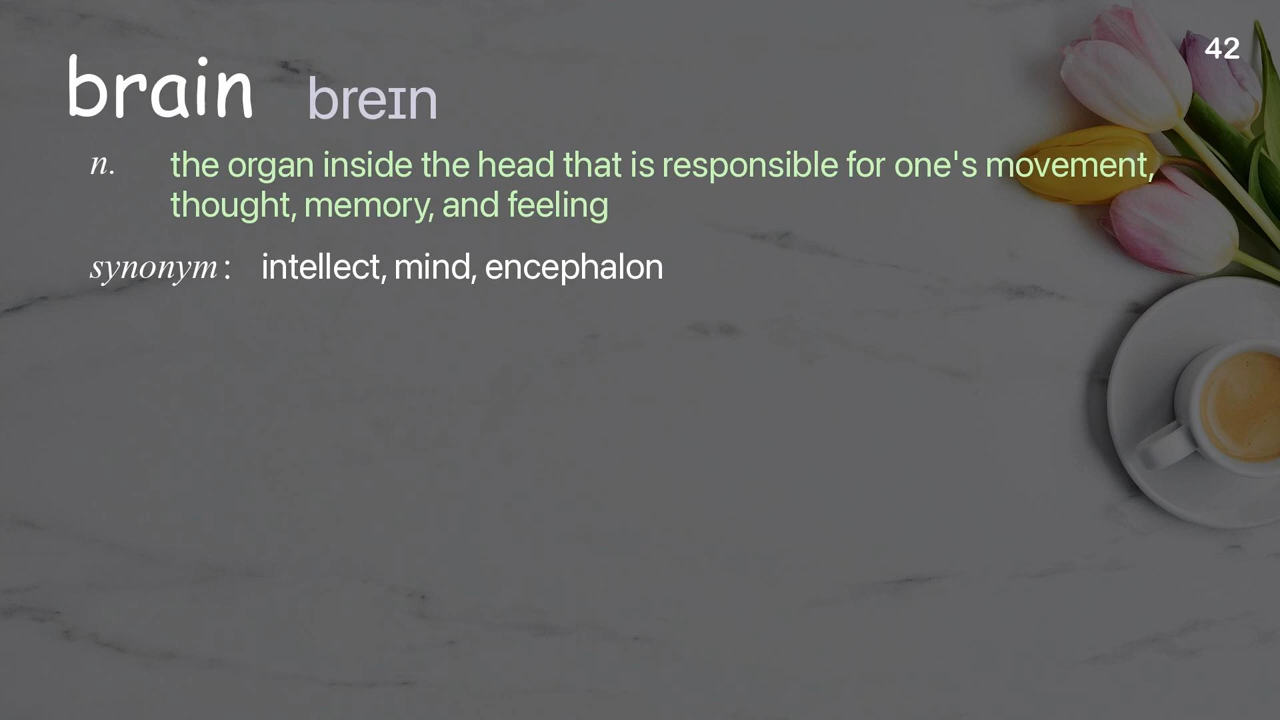 42
brain breɪn
n. the organ inside the head that is responsible for one's movement,
thought, memory, and feeling
synonym: intellect, mind, encephalon